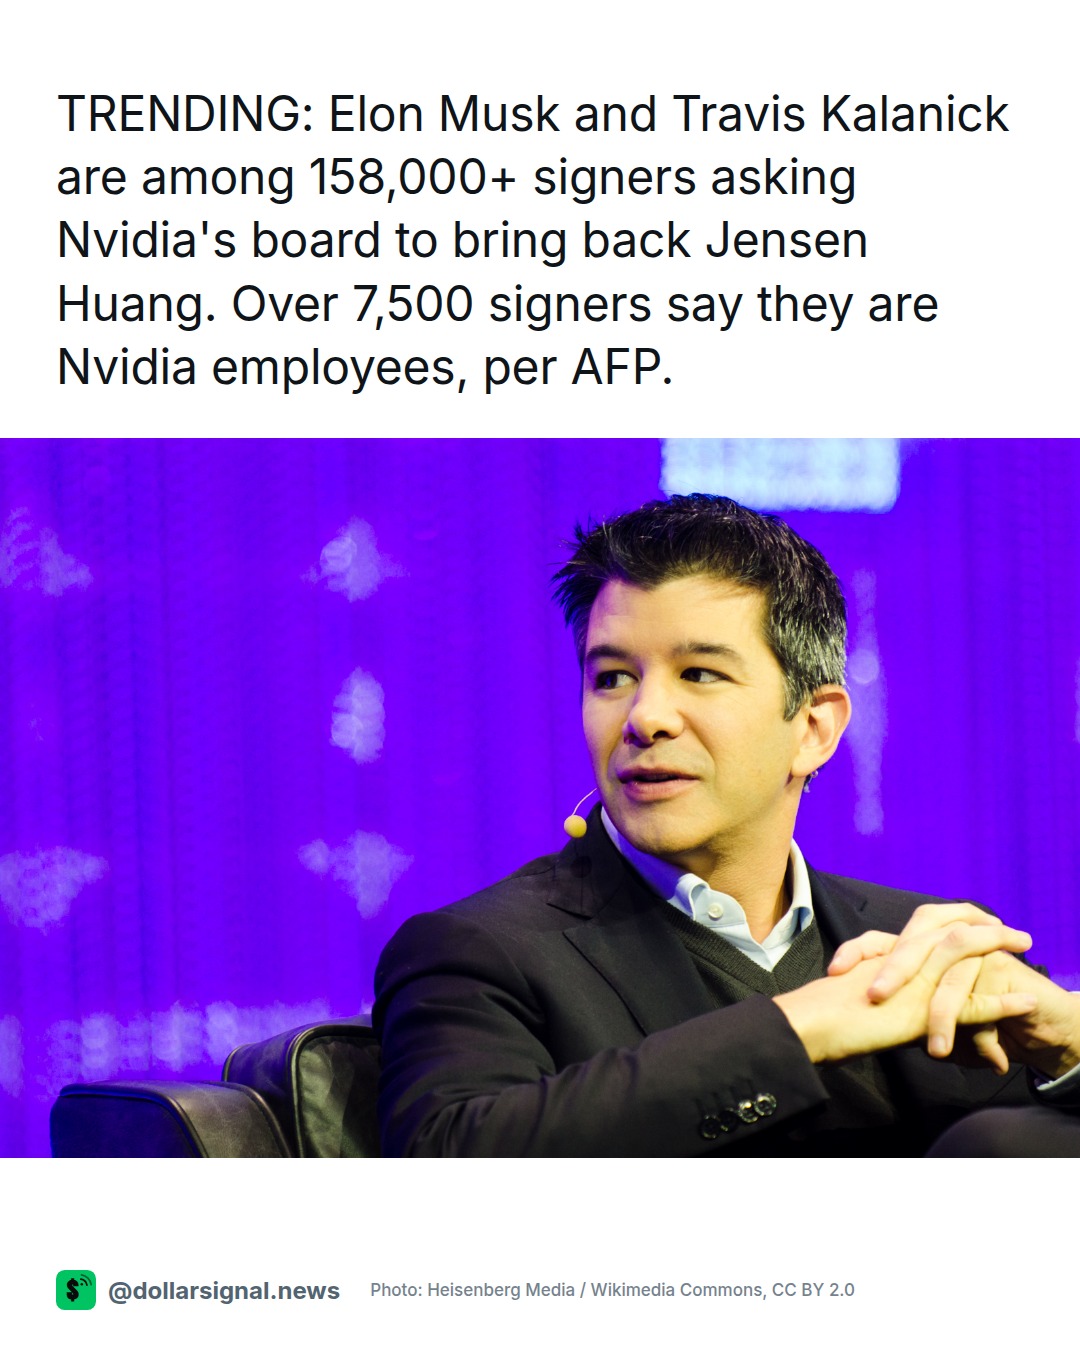 TRENDING: Elon Musk and Travis Kalanick
are among 158,000+ signers asking
Nvidia's board to bring back Jensen
Huang. Over 7,500 signers say they are
Nvidia employees, per AFP.
$
@dollarsignal.news
Photo: Heisenberg Media / Wikimedia Commons, CC BY 2.0